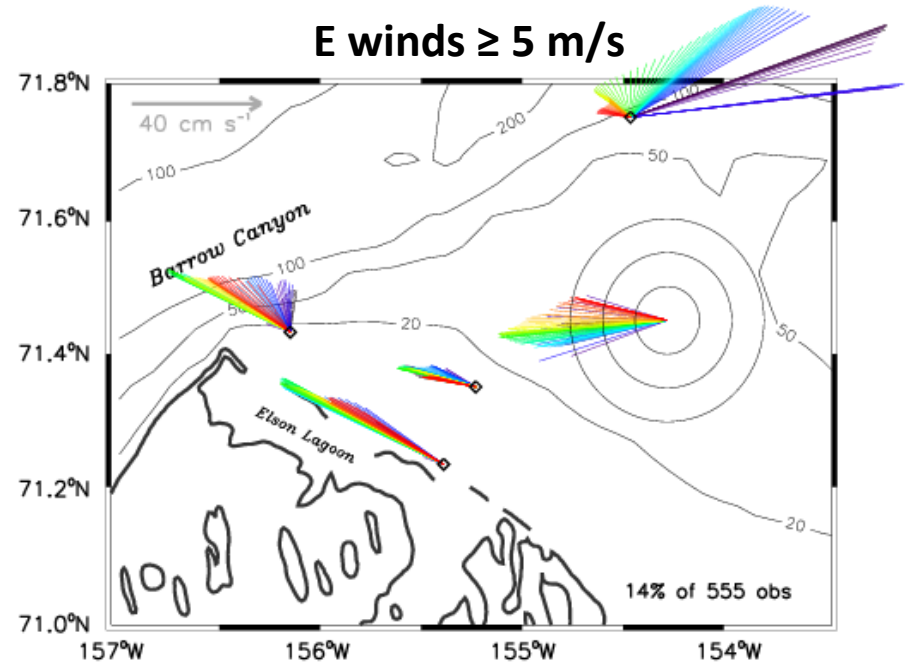 E winds ≥ 5 m/s
71.8°N
40 cm s⁻¹
100
200
100
50
71.6°N
Barrow Canyon
100
50
20
50
71.4°N
Elson Lagoon
71.2°N
20
14% of 555 obs
71.0°N
157°W
156°W
155°W
154°W